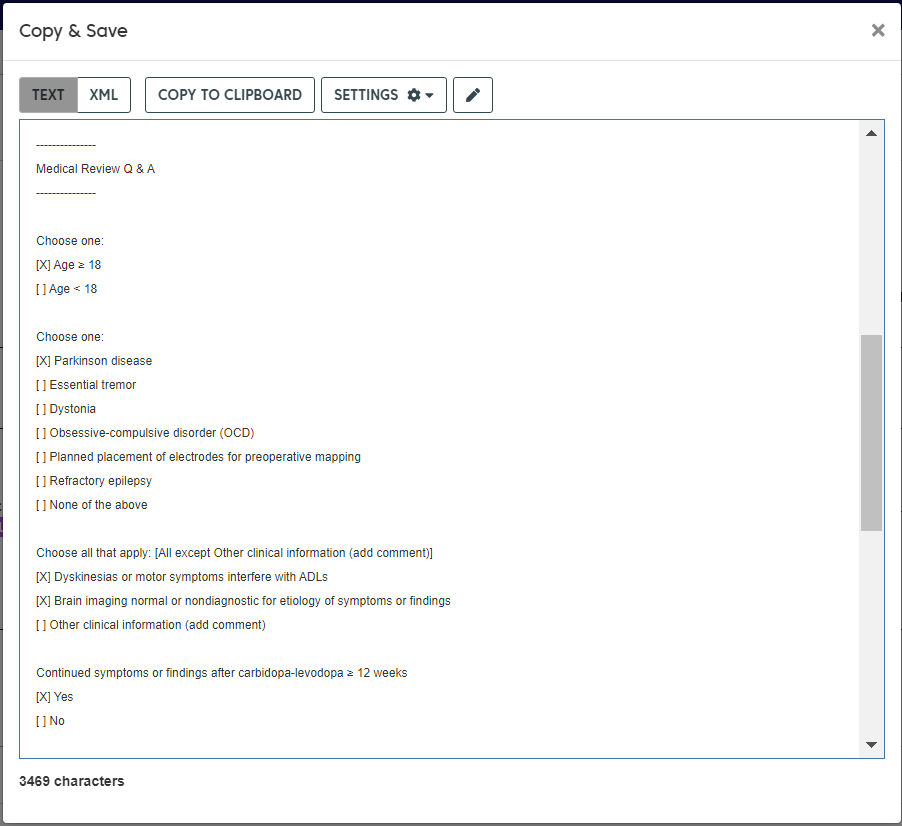 Copy & Save
TEXT XML COPY TO CLIPBOARD SETTINGS
---------------
Medical Review Q & A
---------------
Choose one:
[X] Age ≥ 18
[ ] Age < 18
Choose one:
[X] Parkinson disease
[ ] Essential tremor
[ ] Dystonia
[ ] Obsessive-compulsive disorder (OCD)
[ ] Planned placement of electrodes for preoperative mapping
[ ] Refractory epilepsy
[ ] None of the above
Choose all that apply: [All except Other clinical information (add comment)]
[X] Dyskinesias or motor symptoms interfere with ADLs
[X] Brain imaging normal or nondiagnostic for etiology of symptoms or findings
[ ] Other clinical information (add comment)
Continued symptoms or findings after carbidopa-levodopa ≥ 12 weeks
[X] Yes
[ ] No
3469 characters